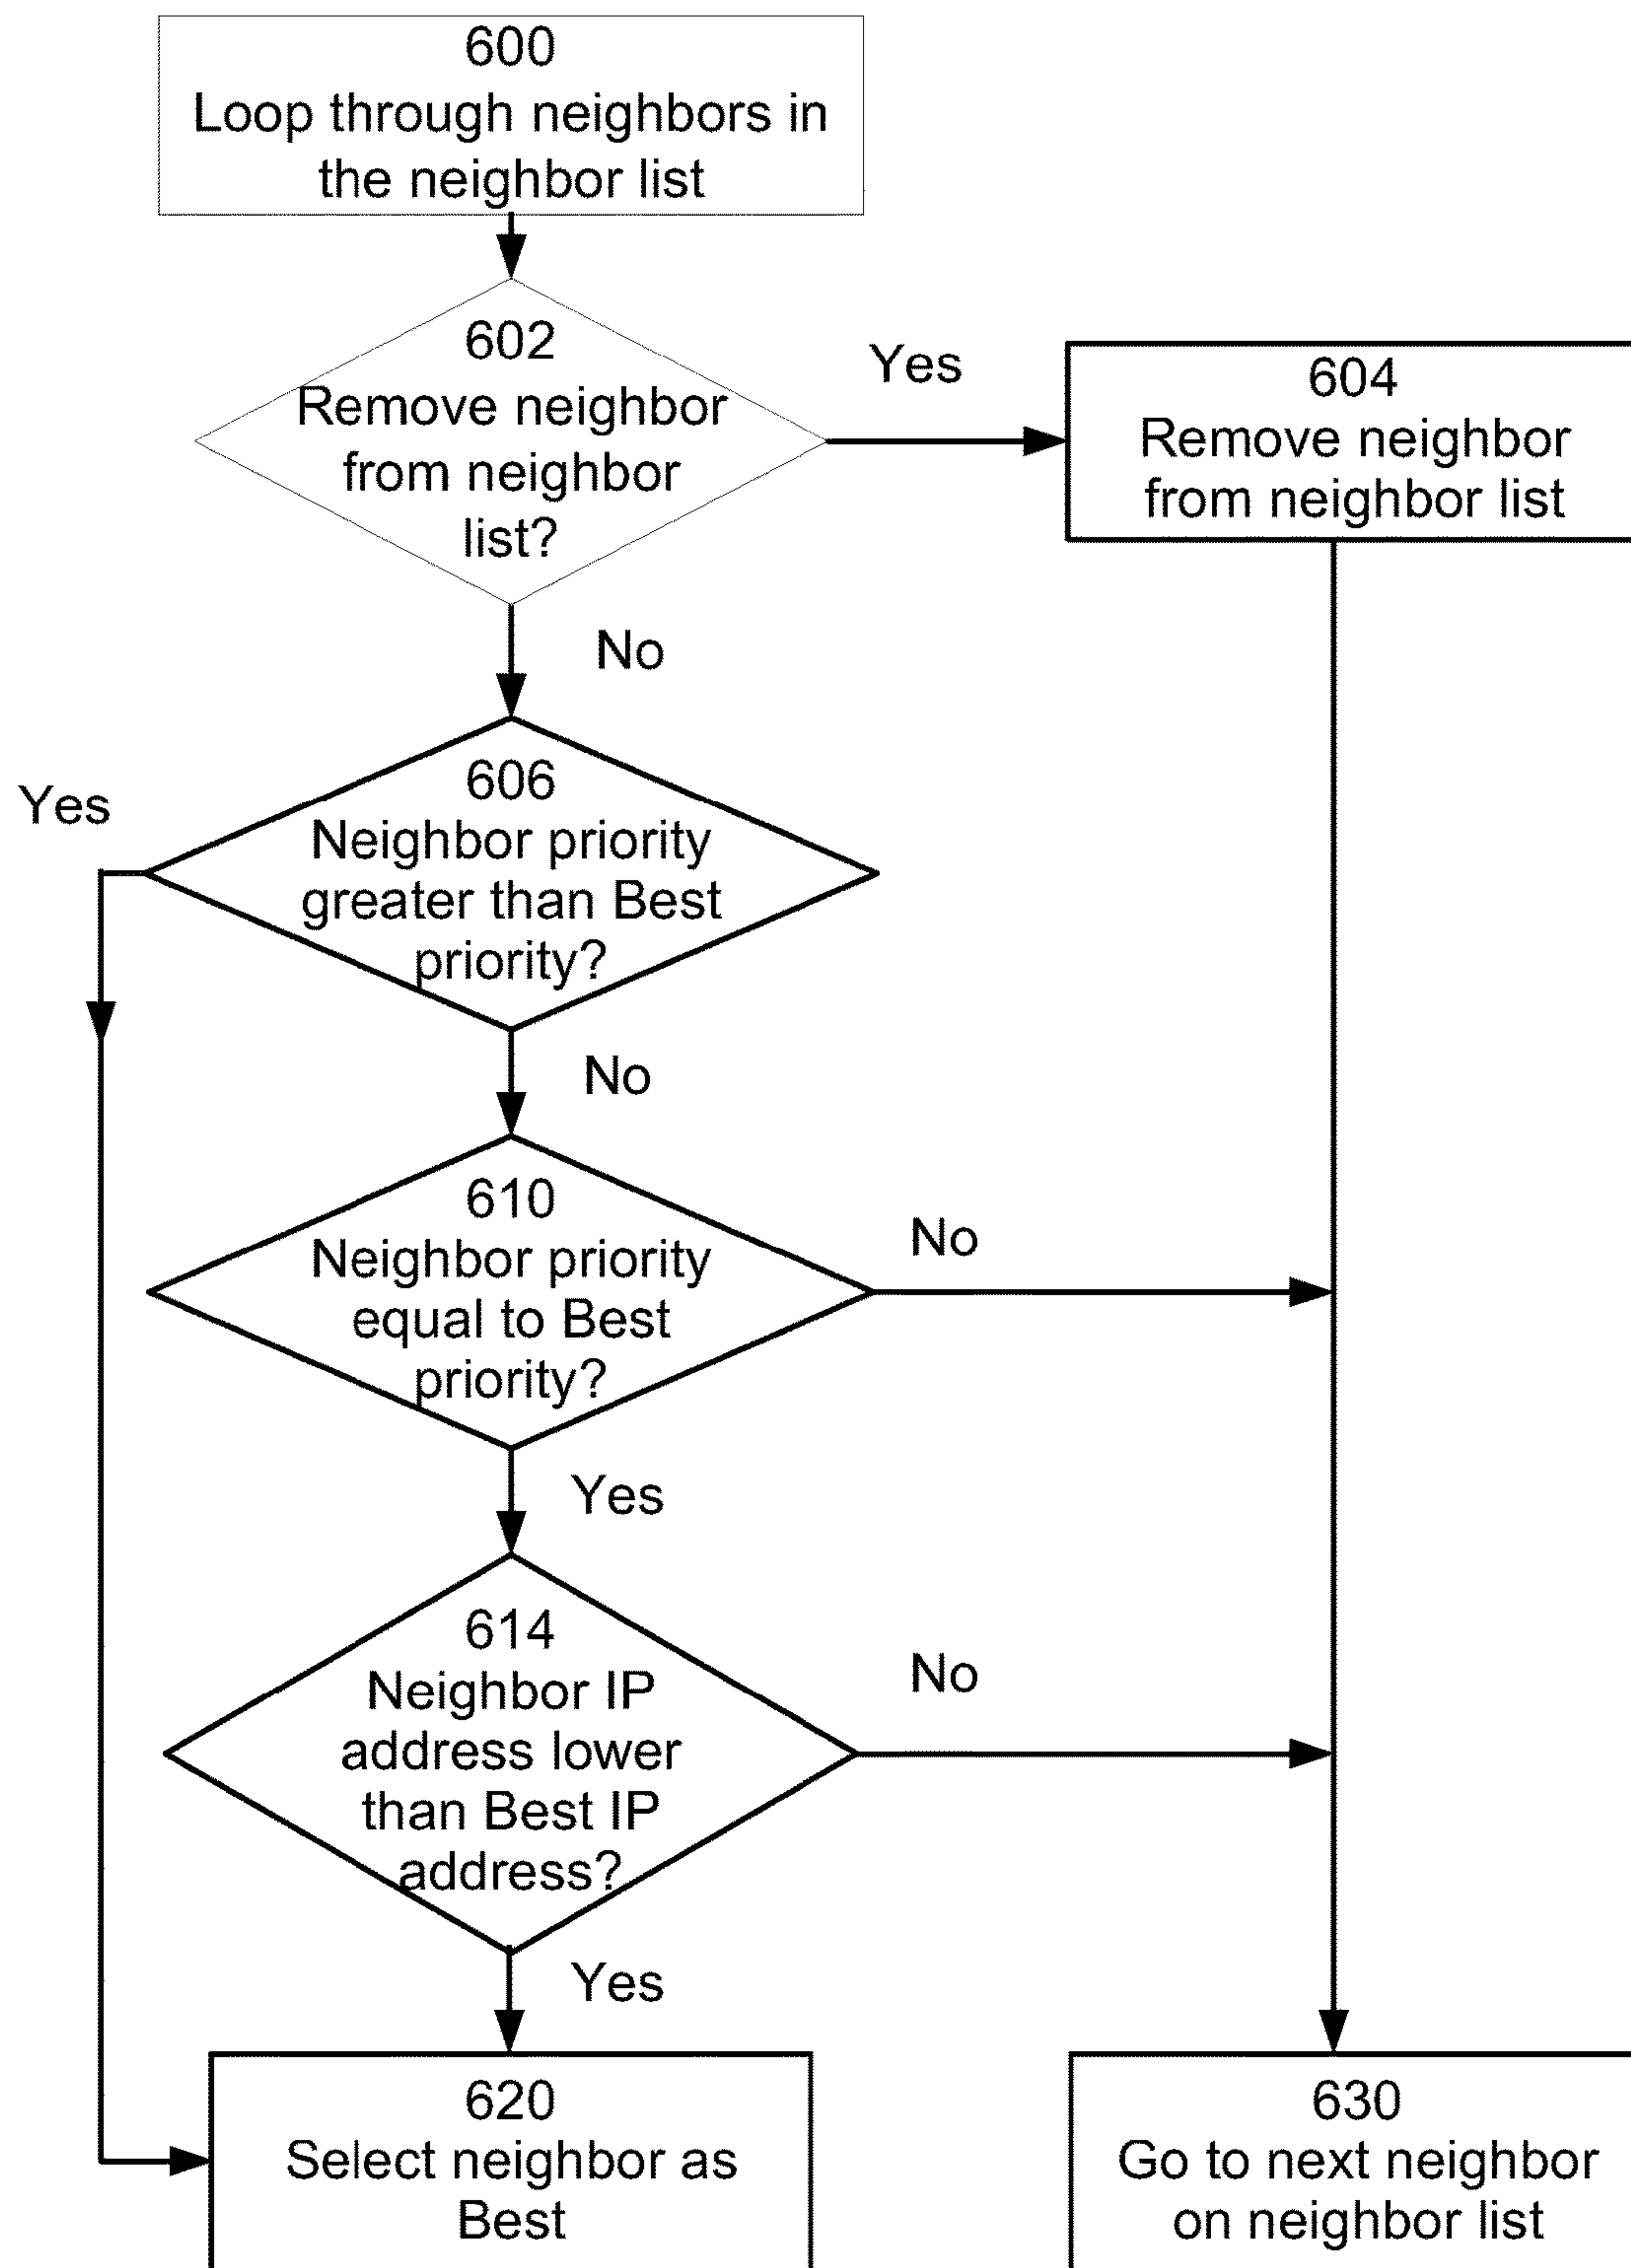 600
Loop through neighbors in
the neighbor list
602
Remove neighbor
from neighbor
list?
Yes
604
Remove neighbor
from neighbor list
No
606
Neighbor priority
greater than Best
priority?
Yes
No
610
Neighbor priority
equal to Best
priority?
No
Yes
614
Neighbor IP
address lower
than Best IP
address?
No
Yes
620
Select neighbor as
Best
630
Go to next neighbor
on neighbor list